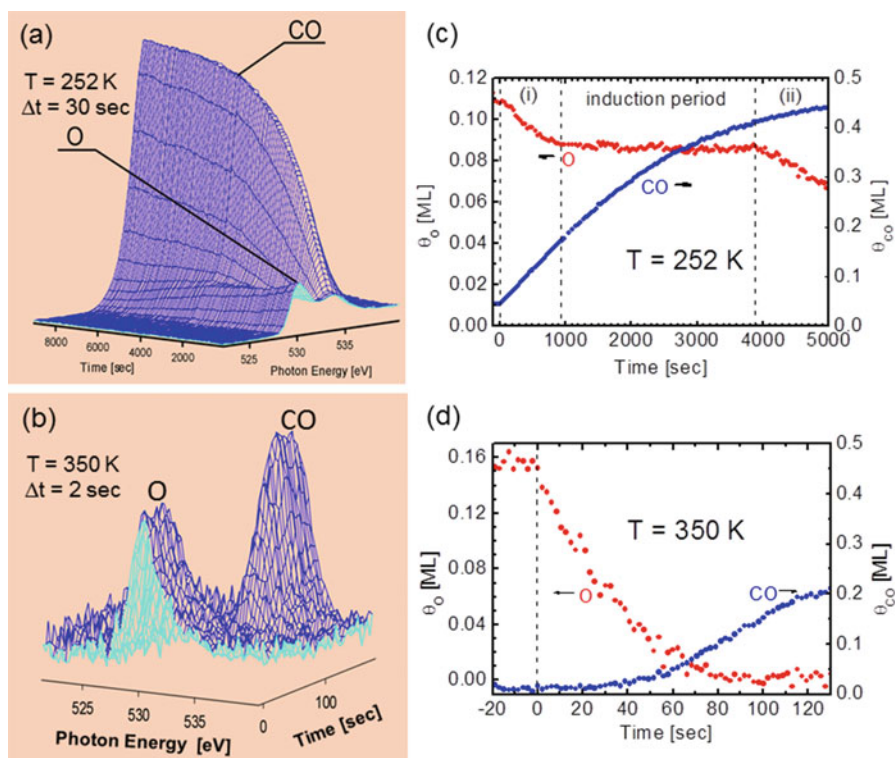 (a)
CO
T = 252 K
Δt = 30 sec
O
8000 6000 4000 2000
Time [sec]
525 530 535
Photon Energy [eV]
(b)
T = 350 K
Δt = 2 sec
O
CO
525 530 535
Photon Energy [eV]
0 100
Time [sec]
(c)
0.12
0.10
0.08
0.06
0.04
0.02
0.00
θO [ML]
(i) induction period (ii)
O
CO
T = 252 K
0.5
0.4
0.3
0.2
0.1
0.0
θCO [ML]
0 1000 2000 3000 4000 5000
Time [sec]
(d)
0.16
0.12
0.08
0.04
0.00
θO [ML]
T = 350 K
O
CO
0.5
0.4
0.3
0.2
0.1
0.0
θCO [ML]
-20 0 20 40 60 80 100 120
Time [sec]